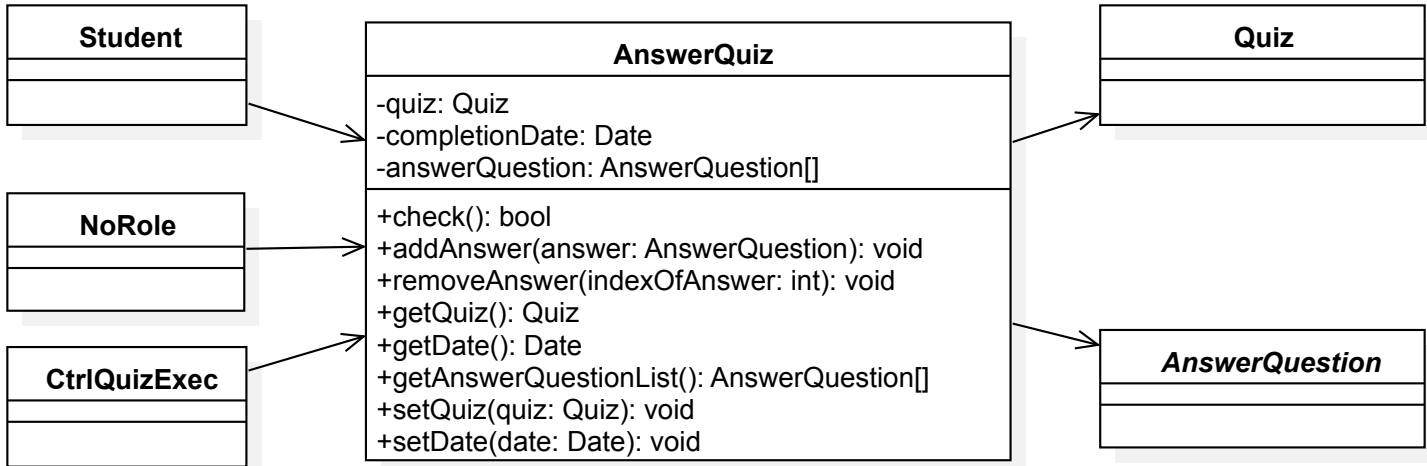 Student
NoRole
CtrlQuizExec
AnswerQuiz
-quiz: Quiz
-completionDate: Date
-answerQuestion: AnswerQuestion[]
+check(): bool
+addAnswer(answer: AnswerQuestion): void
+removeAnswer(indexOfAnswer: int): void
+getQuiz(): Quiz
+getDate(): Date
+getAnswerQuestionList(): AnswerQuestion[]
+setQuiz(quiz: Quiz): void
+setDate(date: Date): void
Quiz
AnswerQuestion